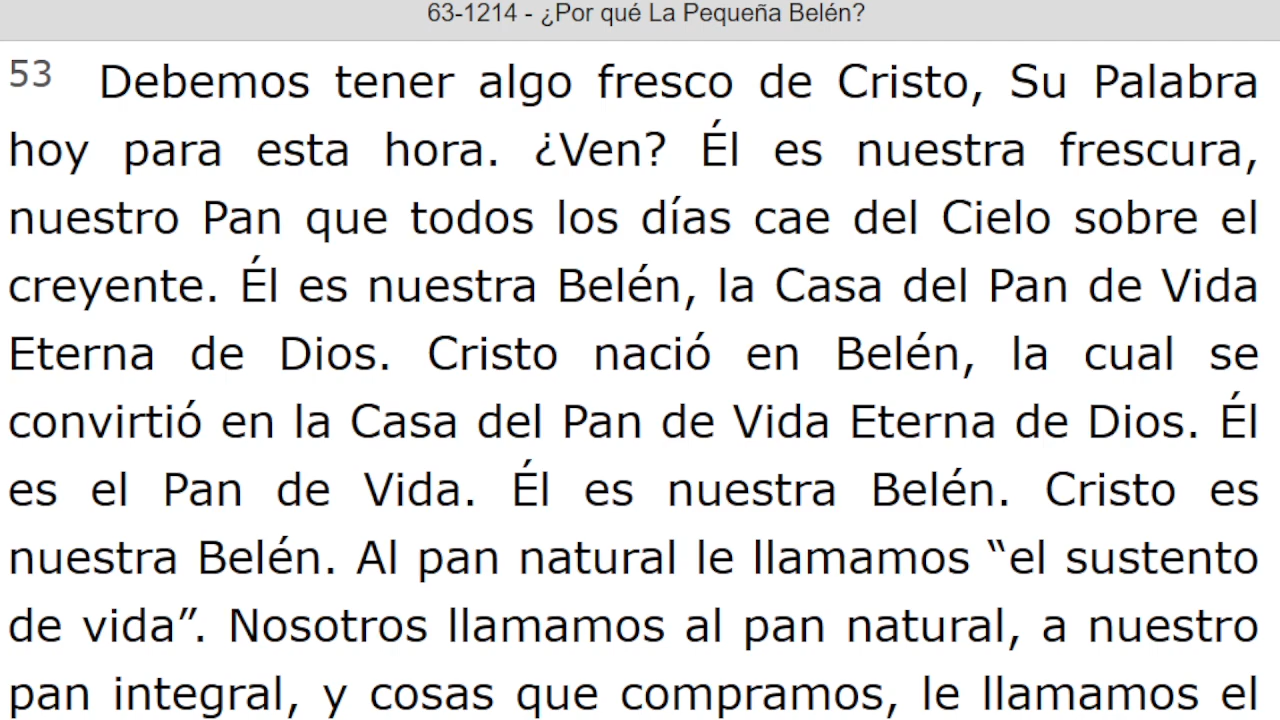 63-1214 - ¿Por qué La Pequeña Belén?
53 Debemos tener algo fresco de Cristo, Su Palabra
hoy para esta hora. ¿Ven? Él es nuestra frescura,
nuestro Pan que todos los días cae del Cielo sobre el
creyente. Él es nuestra Belén, la Casa del Pan de Vida
Eterna de Dios. Cristo nació en Belén, la cual se
convirtió en la Casa del Pan de Vida Eterna de Dios. Él
es el Pan de Vida. Él es nuestra Belén. Cristo es
nuestra Belén. Al pan natural le llamamos “el sustento
de vida”. Nosotros llamamos al pan natural, a nuestro
pan integral, y cosas que compramos, le llamamos el